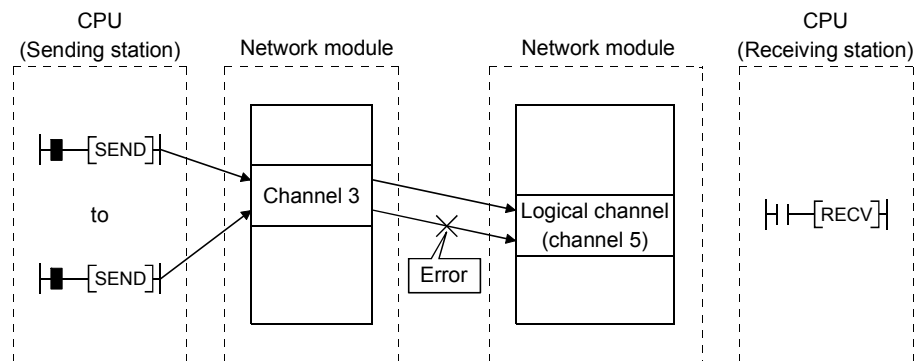 CPU
(Sending station)
Network module
Network module
CPU
(Receiving station)
SEND
to
SEND
Channel 3
Error
Logical channel
(channel 5)
RECV